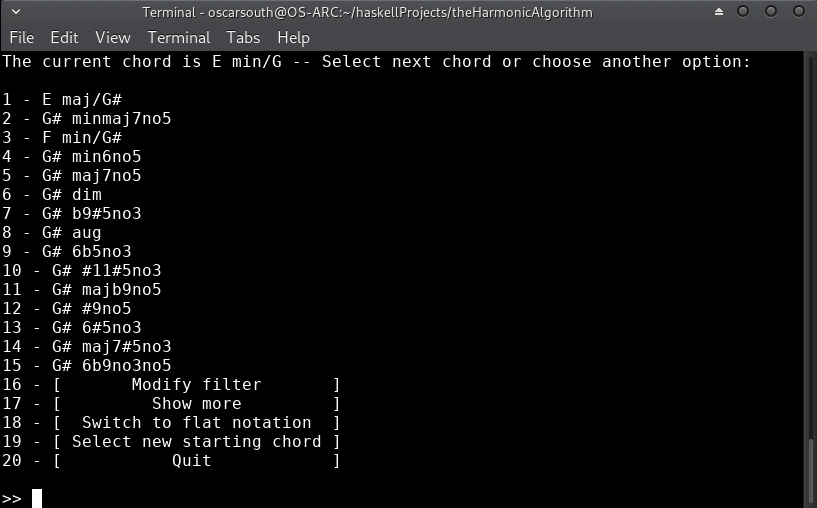 Terminal - oscarsouth@OS-ARC:~/haskellProjects/theHarmonicAlgorithm
File Edit View Terminal Tabs Help
The current chord is E min/G -- Select next chord or choose another option:
1 - E maj/G#
2 - G# minmaj7no5
3 - F min/G#
4 - G# min6no5
5 - G# maj7no5
6 - G# dim
7 - G# b9#5no3
8 - G# aug
9 - G# 6b5no3
10 - G# #11#5no3
11 - G# majb9no5
12 - G# #9no5
13 - G# 6#5no3
14 - G# maj7#5no3
15 - G# 6b9no3no5
16 - [       Modify filter       ]
17 - [         Show more         ]
18 - [  Switch to flat notation  ]
19 - [ Select new starting chord ]
20 - [           Quit            ]
>>